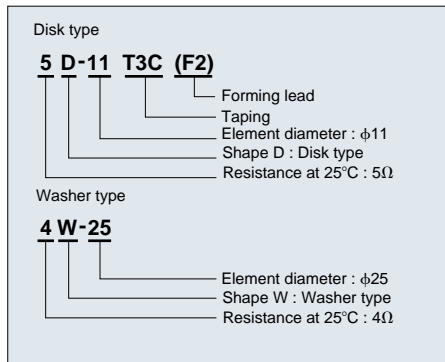 Disk type
5 D-11 T3C (F2)
Forming lead
Taping
Element diameter : ϕ11
Shape D : Disk type
Resistance at 25°C : 5Ω
Washer type
4 W-25
Element diameter : ϕ25
Shape W : Washer type
Resistance at 25°C : 4Ω